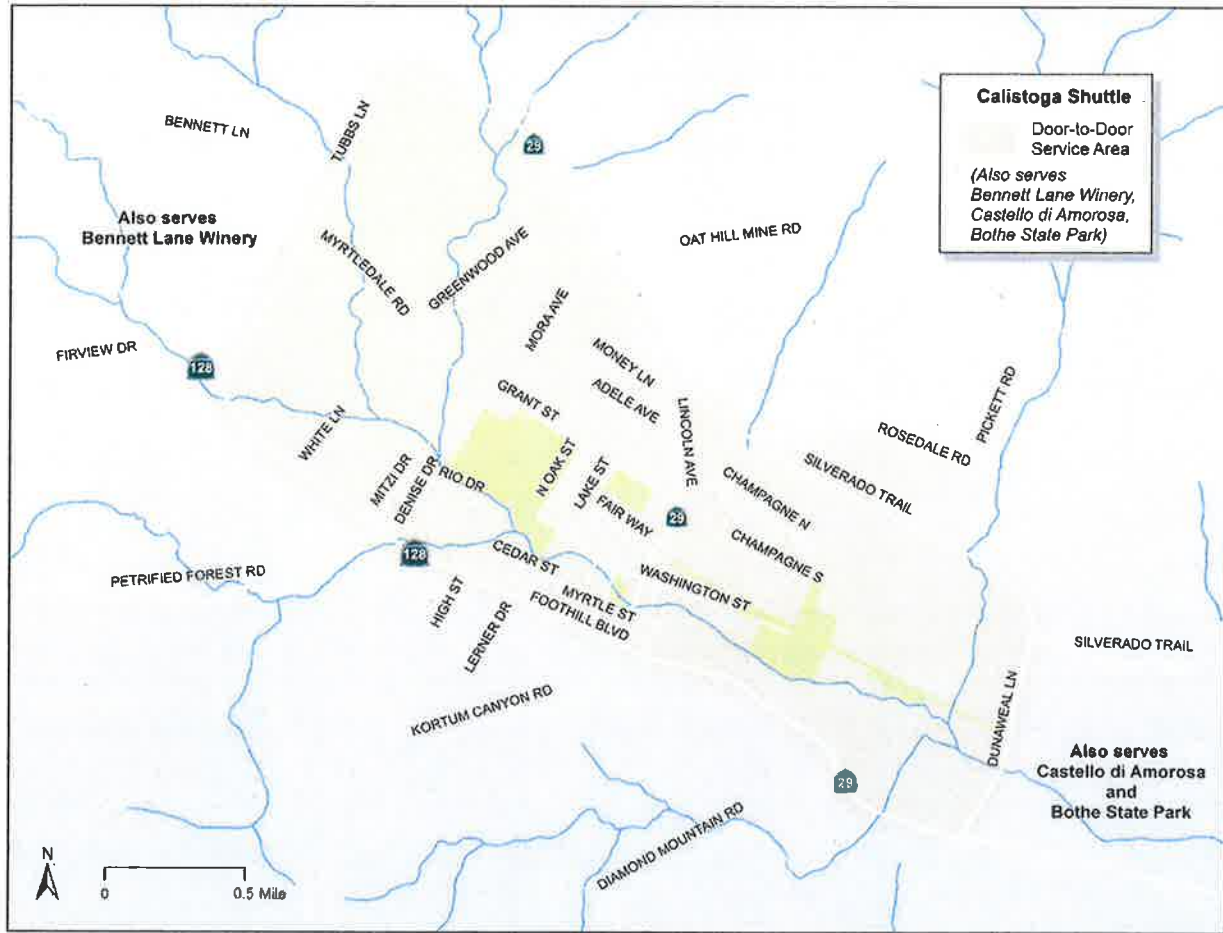 Calistoga Shuttle
Door-to-Door
Service Area
(Also serves
Bennett Lane Winery,
Castello di Amorosa,
Bothe State Park)
BENNETT LN
TUBBS LN
29
Also serves
Bennett Lane Winery
MYRTLEDALE RD
GREENWOOD AVE
OAT HILL MINE RD
MORA AVE
FIRVIEW DR
128
MONEY LN
ADELE AVE
GRANT ST
LINCOLN AVE
PICKETT RD
ROSEDALE RD
WHITE LN
MITZI DR
DENISE DR
RIO DR
N OAK ST
LAKE ST
FAIR WAY
29
CHAMPAGNE N
SILVERADO TRAIL
CHAMPAGNE S
128
CEDAR ST
WASHINGTON ST
PETRIFIED FOREST RD
HIGH ST
MYRTLE ST
FOOTHILL BLVD
LERNER DR
SILVERADO TRAIL
KORTUM CANYON RD
DUNAWEAL LN
29
Also serves
Castello di Amorosa
and
Bothe State Park
DIAMOND MOUNTAIN RD
N
0
0.5 Mile